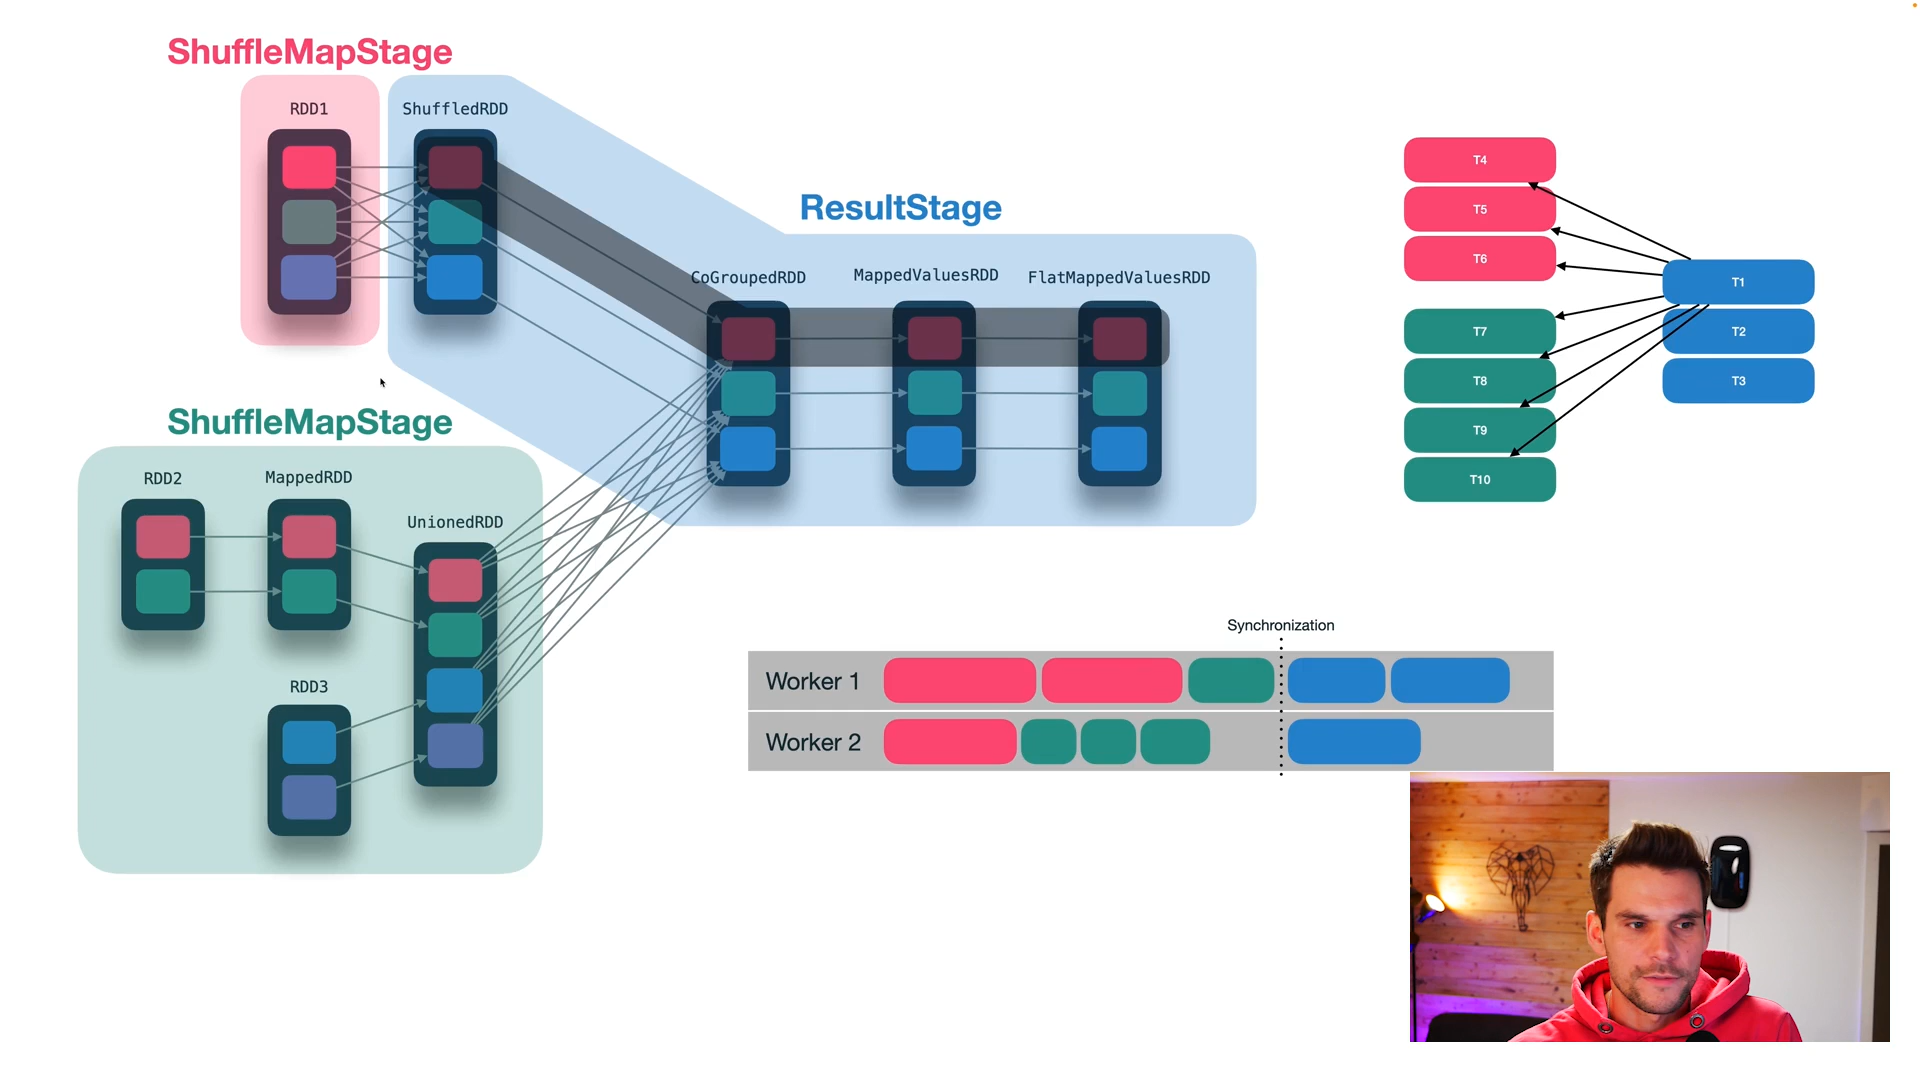 ShuffleMapStage
RDD1
ShuffledRDD
ResultStage
CoGroupedRDD
MappedValuesRDD
FlatMappedValuesRDD
T4
T5
T6
T7
T8
T9
T10
T1
T2
T3
ShuffleMapStage
RDD2
MappedRDD
UnionedRDD
RDD3
Synchronization
Worker 1
Worker 2